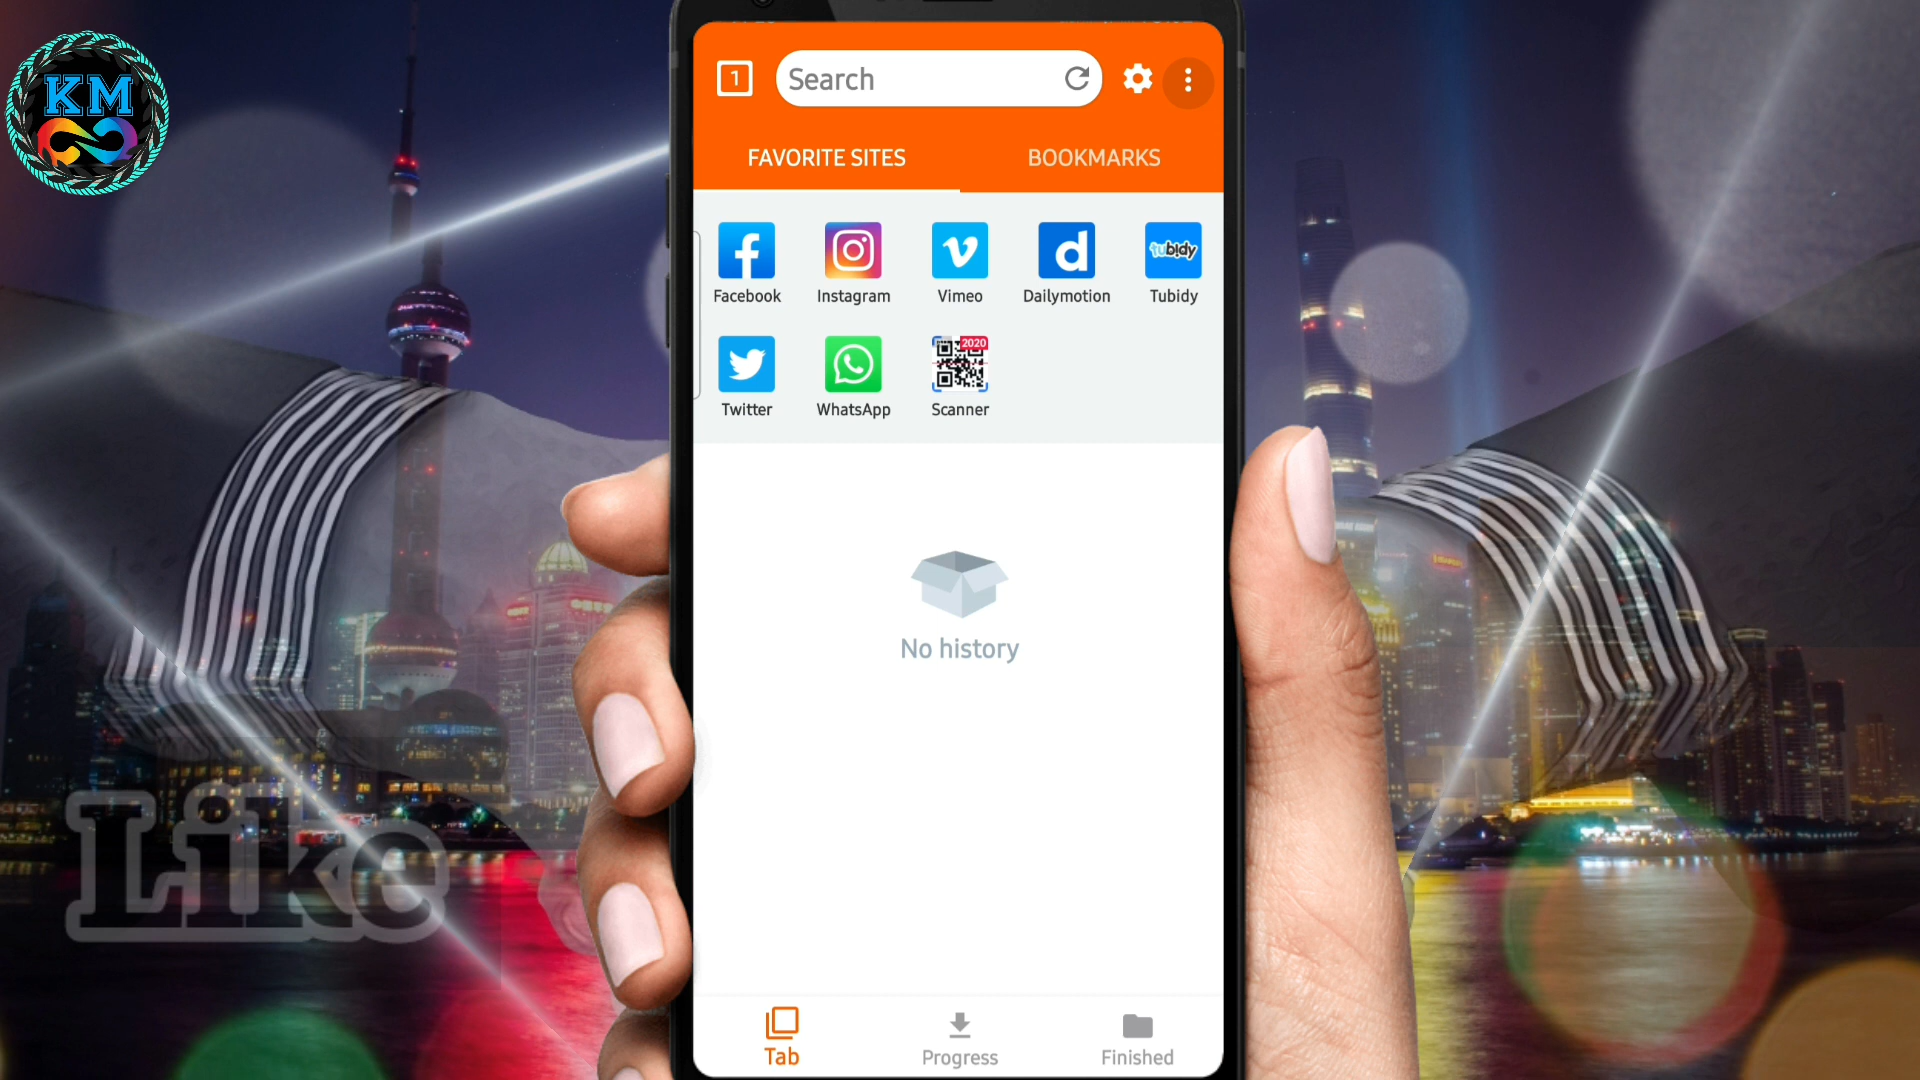 KM
1
Search
FAVORITE SITES
BOOKMARKS
tubidy
Facebook
Instagram
Vimeo
Dailymotion
Tubidy
2020
Twitter
WhatsApp
Scanner
No history
Like
Tab
Progress
Finished